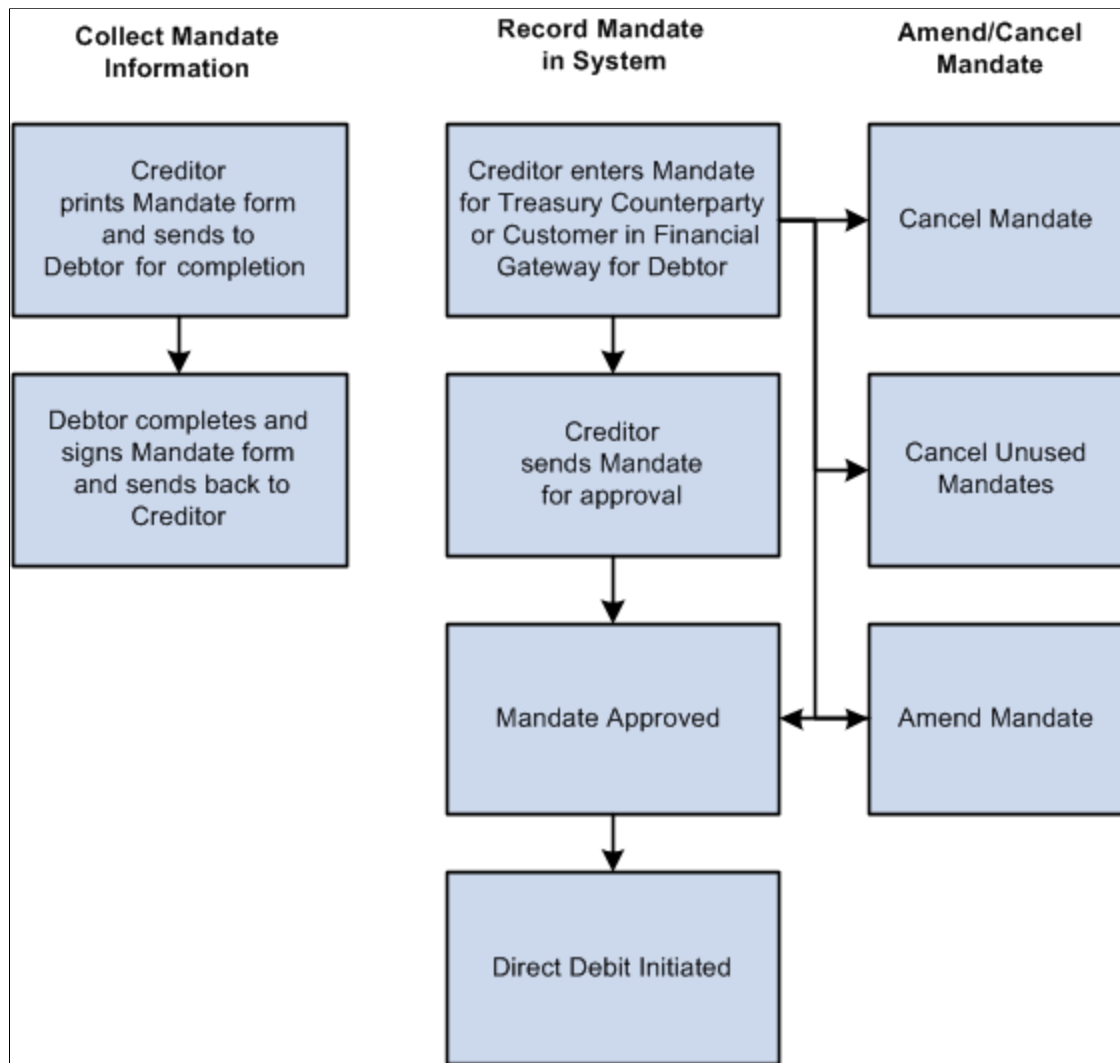 Collect Mandate
Information
Record Mandate
in System
Amend/Cancel
Mandate
Creditor
prints Mandate form
and sends to
Debtor for completion
Debtor completes and
signs Mandate form
and sends back to
Creditor
Creditor enters Mandate
for Treasury Counterparty
or Customer in Financial
Gateway for Debtor
Creditor
sends Mandate
for approval
Mandate Approved
Direct Debit Initiated
Cancel Mandate
Cancel Unused
Mandates
Amend Mandate